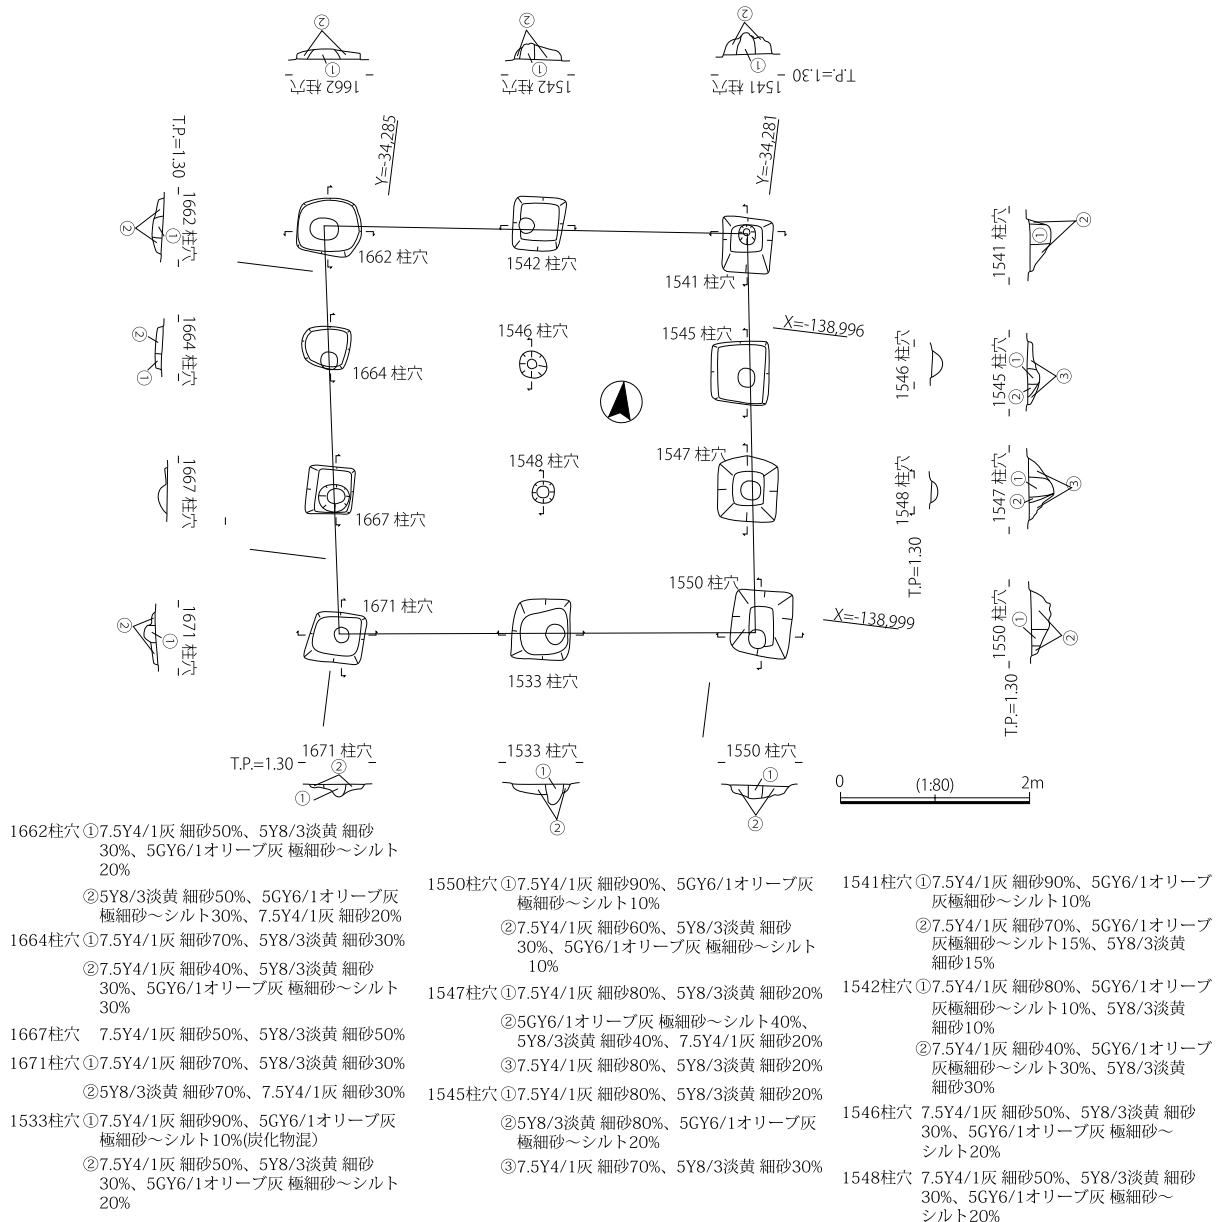 ②
①
1662 柱穴
②
①
1542 柱穴
②
①
1541 柱穴
T.P.=1.30
T.P.=1.30
Y=-34,285
Y=-34,281
②
①
1662 柱穴
1662 柱穴
1542 柱穴
1541 柱穴
②
①
1541 柱穴
X=-138,996
②
①
1664 柱穴
1664 柱穴
1546 柱穴
1545 柱穴
1546 柱穴
①
②
③
1545 柱穴
1667 柱穴
1667 柱穴
1548 柱穴
1547 柱穴
1548 柱穴
T.P=1.30
①
②
③
1547 柱穴
②
①
1671 柱穴
1671 柱穴
1533 柱穴
1550 柱穴
X=-138,999
①
②
1550 柱穴
T.P.=1.30
T.P.=1.30
1671 柱穴
②
①
1533 柱穴
①
②
1550 柱穴
①
②
0
(1:80)
2m
1662柱穴 ①7.5Y4/1灰 細砂50%、5Y8/3淡黄 細砂
30%、5GY6/1オリーブ灰 極細砂〜シルト
20%
②5Y8/3淡黄 細砂50%、5GY6/1オリーブ灰
極細砂〜シルト30%、7.5Y4/1灰 細砂20%
1664柱穴 ①7.5Y4/1灰 細砂70%、5Y8/3淡黄 細砂30%
②7.5Y4/1灰 細砂40%、5Y8/3淡黄 細砂
30%、5GY6/1オリーブ灰 極細砂〜シルト
30%
1667柱穴 7.5Y4/1灰 細砂50%、5Y8/3淡黄 細砂50%
1671柱穴 ①7.5Y4/1灰 細砂70%、5Y8/3淡黄 細砂30%
②5Y8/3淡黄 細砂70%、7.5Y4/1灰 細砂30%
1533柱穴 ①7.5Y4/1灰 細砂90%、5GY6/1オリーブ灰
極細砂〜シルト10%(炭化物混）
②7.5Y4/1灰 細砂50%、5Y8/3淡黄 細砂
30%、5GY6/1オリーブ灰 極細砂〜シルト
20%
1550柱穴 ①7.5Y4/1灰 細砂90%、5GY6/1オリーブ灰
極細砂〜シルト10%
②7.5Y4/1灰 細砂60%、5Y8/3淡黄 細砂
30%、5GY6/1オリーブ灰 極細砂〜シルト
10%
1547柱穴 ①7.5Y4/1灰 細砂80%、5Y8/3淡黄 細砂20%
②5GY6/1オリーブ灰 極細砂〜シルト40%、
5Y8/3淡黄 細砂40%、7.5Y4/1灰 細砂20%
③7.5Y4/1灰 細砂80%、5Y8/3淡黄 細砂20%
1545柱穴 ①7.5Y4/1灰 細砂80%、5Y8/3淡黄 細砂20%
②5Y8/3淡黄 細砂80%、5GY6/1オリーブ灰
極細砂〜シルト20%
③7.5Y4/1灰 細砂70%、5Y8/3淡黄 細砂30%
1541柱穴 ①7.5Y4/1灰 細砂90%、5GY6/1オリーブ
灰極細砂〜シルト10%
②7.5Y4/1灰 細砂70%、5GY6/1オリーブ
灰極細砂〜シルト15%、5Y8/3淡黄
細砂15%
1542柱穴 ①7.5Y4/1灰 細砂80%、5GY6/1オリーブ
灰極細砂〜シルト10%、5Y8/3淡黄
細砂10%
②7.5Y4/1灰 細砂40%、5GY6/1オリーブ
灰極細砂〜シルト30%、5Y8/3淡黄
細砂30%
1546柱穴 7.5Y4/1灰 細砂50%、5Y8/3淡黄 細砂
30%、5GY6/1オリーブ灰 極細砂〜
シルト20%
1548柱穴 7.5Y4/1灰 細砂50%、5Y8/3淡黄 細砂
30%、5GY6/1オリーブ灰 極細砂〜
シルト20%